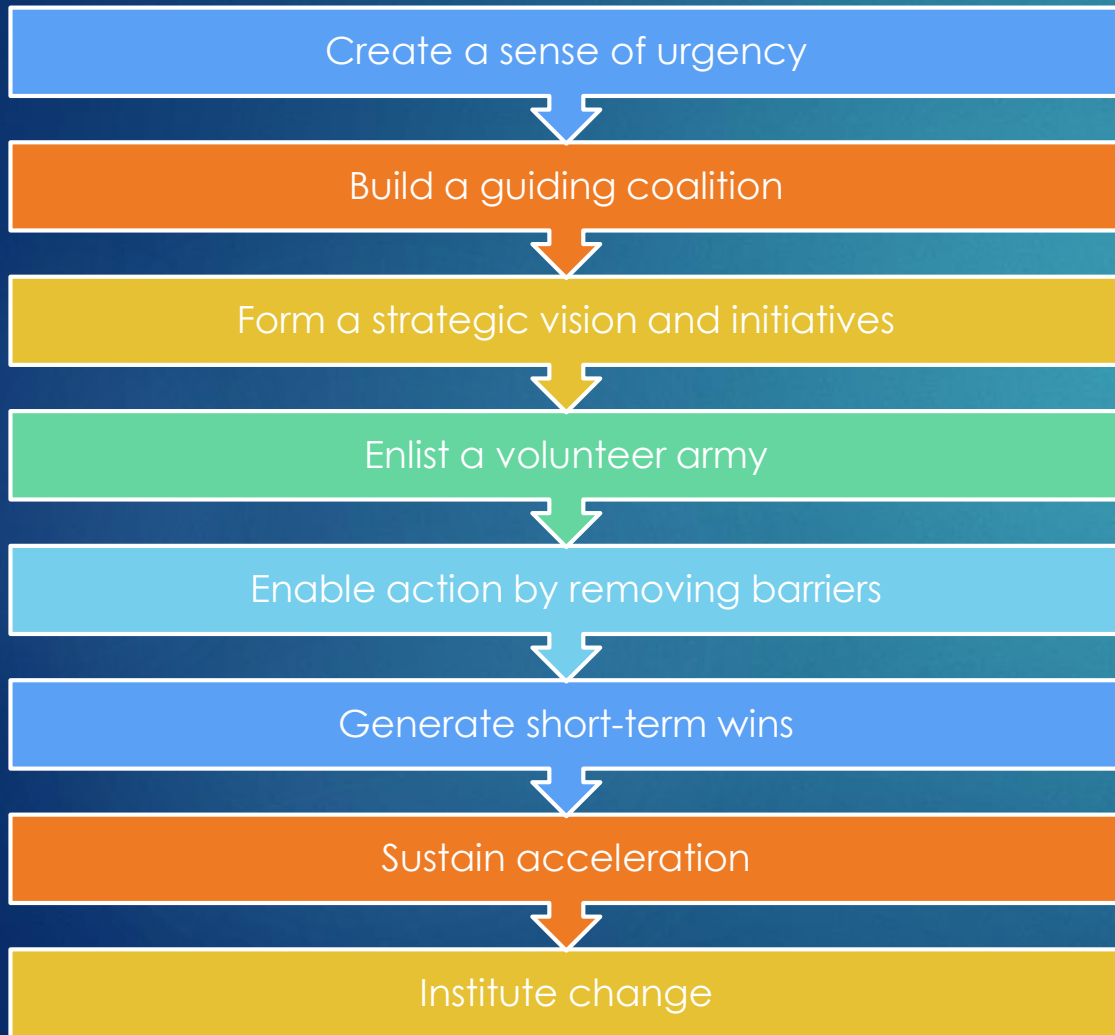 Create a sense of urgency
Build a guiding coalition
Form a strategic vision and initiatives
Enlist a volunteer army
Enable action by removing barriers
Generate short-term wins
Sustain acceleration
Institute change